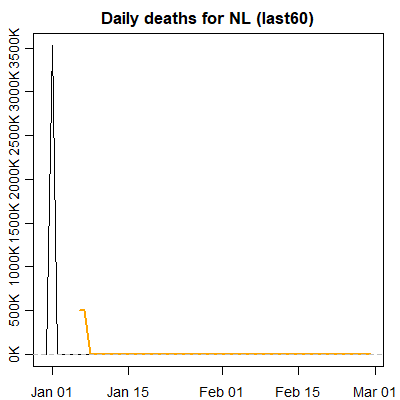 Daily deaths for NL (last60)
3500K
3000K
2500K
2000K
1500K
1000K
500K
0K
Jan 01 Jan 15 Feb 01 Feb 15 Mar 01